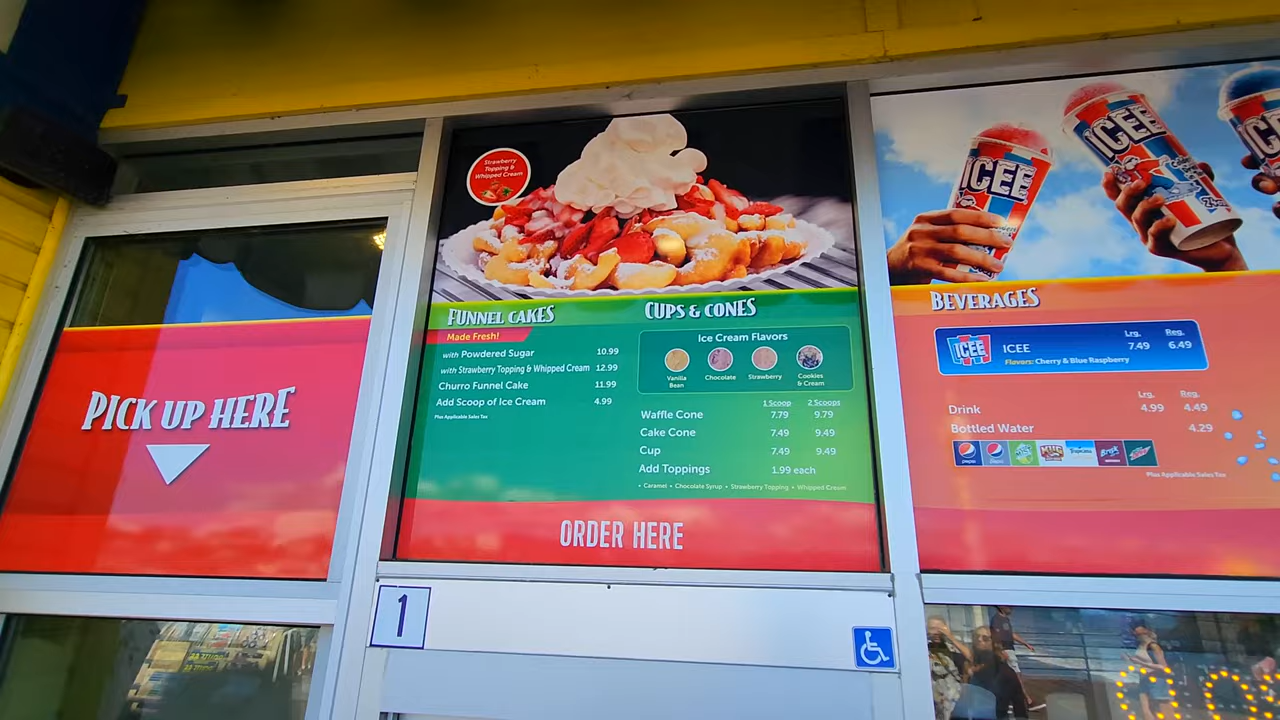 PICK UP HERE
Strawberry
Topping &
Whipped Cream
FUNNEL CAKES
Made Fresh!
with Powdered Sugar 10.99
with Strawberry Topping & Whipped Cream 12.99
Churro Funnel Cake 11.99
Add Scoop of Ice Cream 4.99
Plus Applicable Sales Tax
CUPS & CONES
Ice Cream Flavors
Vanilla Bean
Chocolate
Strawberry
Cookies & Cream
1 Scoop 2 Scoops
Waffle Cone 7.79 9.79
Cake Cone 7.49 9.49
Cup 7.49 9.49
Add Toppings 1.99 each
• Caramel • Chocolate Syrup • Strawberry Topping • Whipped Cream
ORDER HERE
1
ICEE
ICEE
ICEE
BEVERAGES
Lrg. Reg.
ICEE ICEE 7.49 6.49
Flavors: Cherry & Blue Raspberry
Lrg. Reg.
Drink 4.99 4.49
Bottled Water 4.29
pepsi
pepsi
MUG
Tropicana
Brisk
Plus Applicable Sales Tax